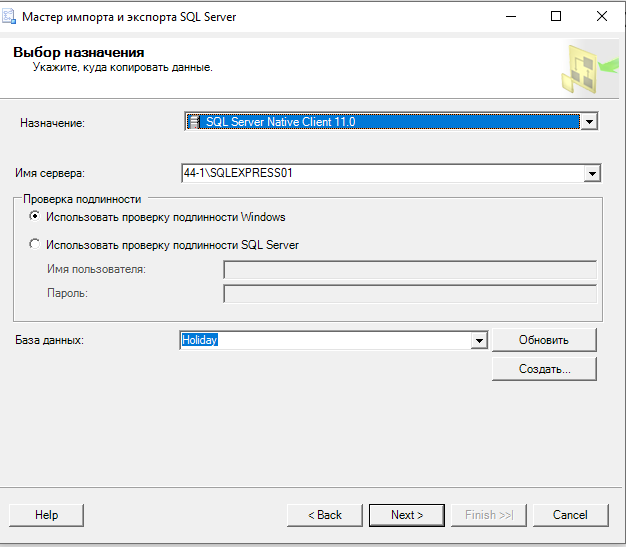 Мастер импорта и экспорта SQL Server
Выбор назначения
Укажите, куда копировать данные.
Назначение: SQL Server Native Client 11.0
Имя сервера: 44-1\SQLEXPRESS01
Проверка подлинности
Использовать проверку подлинности Windows
Использовать проверку подлинности SQL Server
Имя пользователя:
Пароль:
База данных: Holiday Обновить
Создать...
Help < Back Next > Finish >>| Cancel